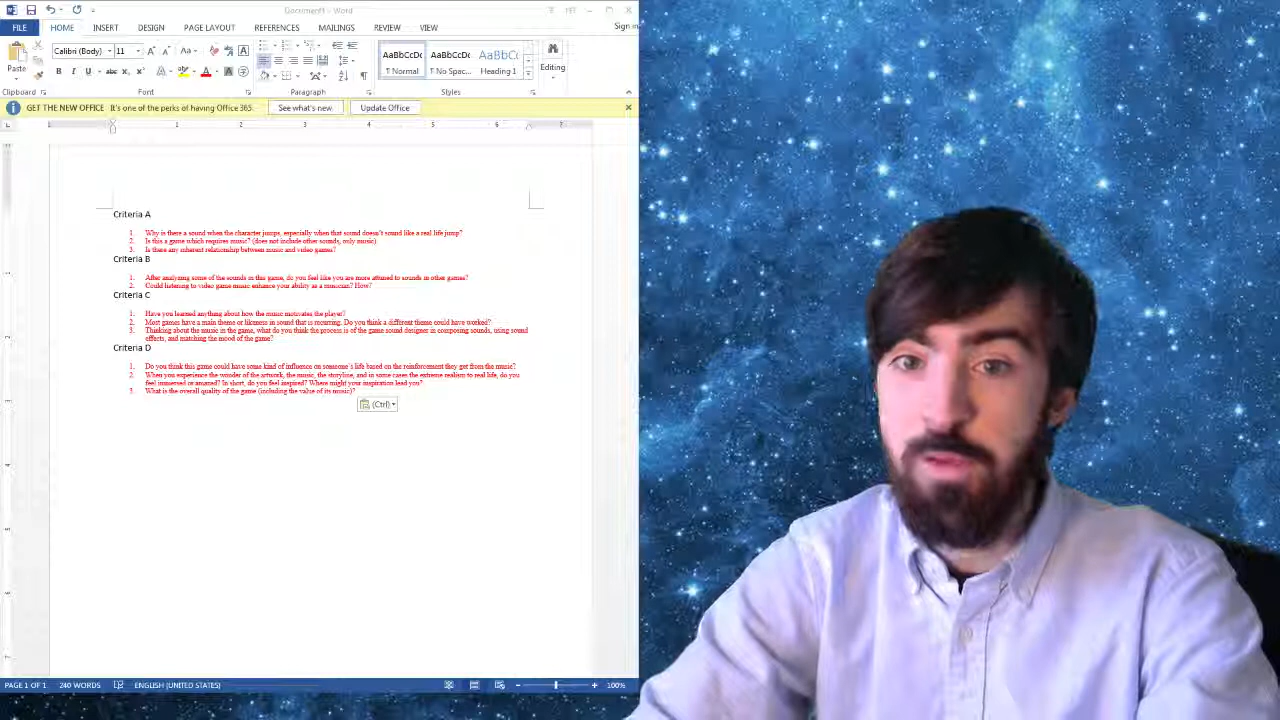 Document1 - Word
Sign in
FILE HOME INSERT DESIGN PAGE LAYOUT REFERENCES MAILINGS REVIEW VIEW
Calibri (Body) 11
Paste
Clipboard Font Paragraph Styles
AaBbCcDc AaBbCcDc AaBbCc
¶ Normal ¶ No Spac... Heading 1
Editing
GET THE NEW OFFICE It's one of the perks of having Office 365. See what's new Update Office
1 2 3 4 5 6 7
Criteria A
1. Why is there a sound when the character jumps, especially when that sound doesn't sound like a real life jump?
2. Is this a game which requires music? (does not include other sounds, only music)
3. Is there any inherent relationship between music and video games?
Criteria B
1. After analyzing some of the sounds in this game, do you feel like you are more attuned to sounds in other games?
2. Could listening to video game music enhance your ability as a musician? How?
Criteria C
1. Have you learned anything about how the music motivates the player?
2. Most games have a main theme or likeness in sound that is recurring. Do you think a different theme could have worked?
3. Thinking about the music in the game, what do you think the process is of the game sound designer in composing sounds, using sound
effects, and matching the mood of the game?
Criteria D
1. Do you think this game could have some kind of influence on someone's life based on the reinforcement they get from the music?
2. When you experience the wonder of the artwork, the music, the storyline, and in some cases the extreme realism to real life, do you
feel immersed or amazed? In short, do you feel inspired? Where might your inspiration lead you?
3. What is the overall quality of the game (including the value of its music)?
(Ctrl)
PAGE 1 OF 1 240 WORDS ENGLISH (UNITED STATES) 100%